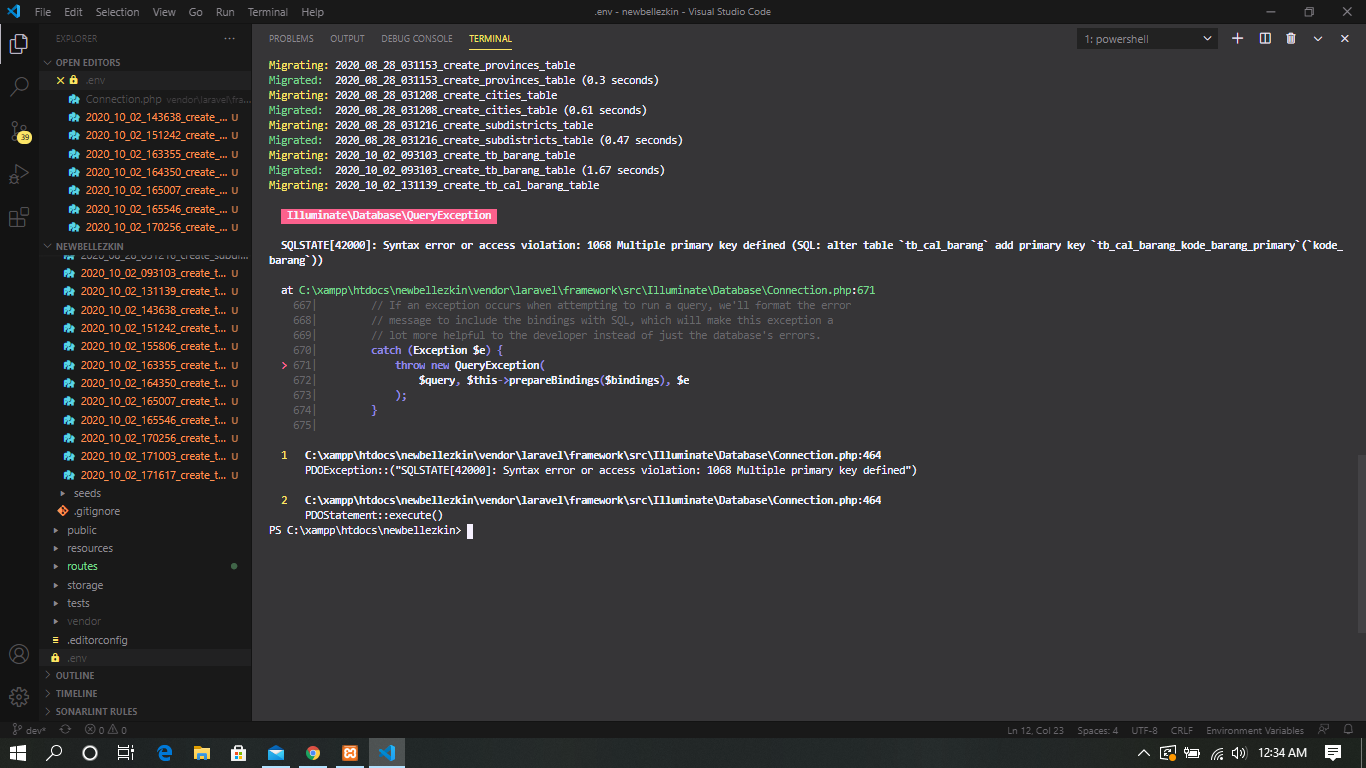 File Edit Selection View Go Run Terminal Help
.env - newbellezkin - Visual Studio Code
EXPLORER
OPEN EDITORS
.env
Connection.php vendor\laravel\fra...
2020_10_02_143638_create_... U
2020_10_02_151242_create_... U
2020_10_02_163355_create_... U
2020_10_02_164350_create_... U
2020_10_02_165007_create_... U
2020_10_02_165546_create_... U
2020_10_02_170256_create_... U
39
NEWBELLEZKIN
2020_08_28_031216_create_subdi...
2020_10_02_093103_create_t... U
2020_10_02_131139_create_t... U
2020_10_02_143638_create_t... U
2020_10_02_151242_create_t... U
2020_10_02_155806_create_t... U
2020_10_02_163355_create_t... U
2020_10_02_164350_create_t... U
2020_10_02_165007_create_t... U
2020_10_02_165546_create_t... U
2020_10_02_170256_create_t... U
2020_10_02_171003_create_t... U
2020_10_02_171617_create_t... U
seeds
.gitignore
public
resources
routes
storage
tests
vendor
.editorconfig
.env
OUTLINE
TIMELINE
SONARLINT RULES
PROBLEMS OUTPUT DEBUG CONSOLE TERMINAL
1: powershell
Migrating: 2020_08_28_031153_create_provinces_table
Migrated: 2020_08_28_031153_create_provinces_table (0.3 seconds)
Migrating: 2020_08_28_031208_create_cities_table
Migrated: 2020_08_28_031208_create_cities_table (0.61 seconds)
Migrating: 2020_08_28_031216_create_subdistricts_table
Migrated: 2020_08_28_031216_create_subdistricts_table (0.47 seconds)
Migrating: 2020_10_02_093103_create_tb_barang_table
Migrated: 2020_10_02_093103_create_tb_barang_table (1.67 seconds)
Migrating: 2020_10_02_131139_create_tb_cal_barang_table
Illuminate\Database\QueryException
SQLSTATE[42000]: Syntax error or access violation: 1068 Multiple primary key defined (SQL: alter table `tb_cal_barang` add primary key `tb_cal_barang_kode_barang_primary`(`kode_
barang`))
at C:\xampp\htdocs\newbellezkin\vendor\laravel\framework\src\Illuminate\Database\Connection.php:671
667| // If an exception occurs when attempting to run a query, we'll format the error
668| // message to include the bindings with SQL, which will make this exception a
669| // lot more helpful to the developer instead of just the database's errors.
670| catch (Exception $e) {
> 671| throw new QueryException(
672| $query, $this->prepareBindings($bindings), $e
673| );
674| }
675|
1 C:\xampp\htdocs\newbellezkin\vendor\laravel\framework\src\Illuminate\Database\Connection.php:464
PDOException::("SQLSTATE[42000]: Syntax error or access violation: 1068 Multiple primary key defined")
2 C:\xampp\htdocs\newbellezkin\vendor\laravel\framework\src\Illuminate\Database\Connection.php:464
PDOStatement::execute()
PS C:\xampp\htdocs\newbellezkin>
dev* 0 0
Ln 12, Col 23 Spaces: 4 UTF-8 CRLF Environment Variables
12:34 AM